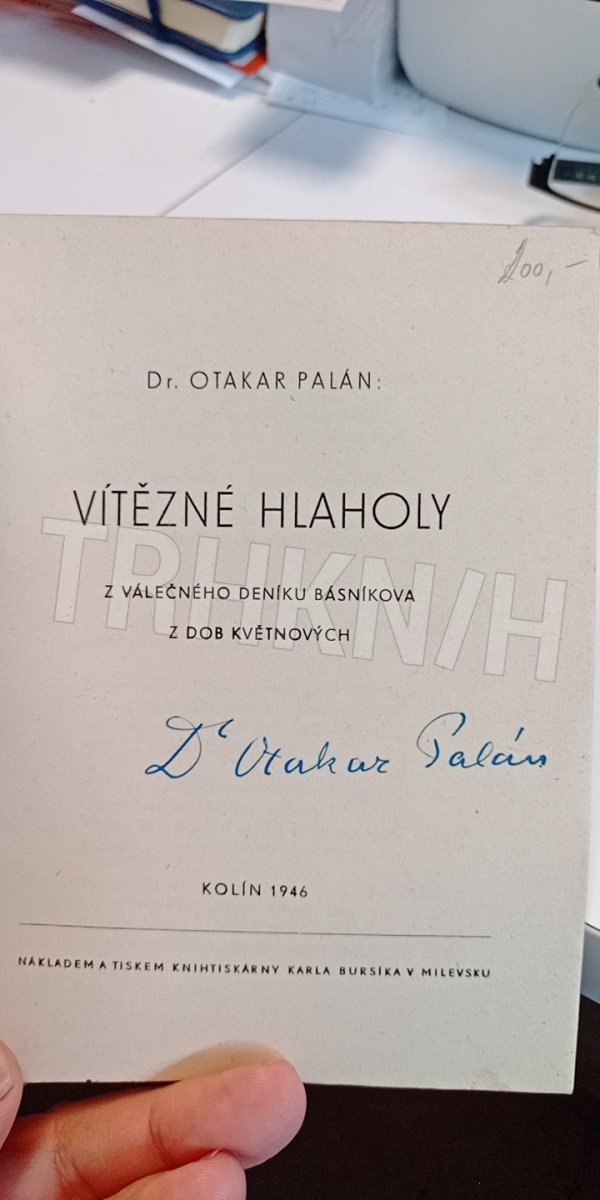 200,-
Dr. OTAKAR PALÁN:
VÍTĚZNÉ HLAHOLY
TRHKN/H
Z VÁLEČNÉHO DENÍKU BÁSNÍKOVA
Z DOB KVĚTNOVÝCH
Dr Otakar Palán
KOLÍN 1946
NÁKLADEM A TISKEM KNIHTISKÁRNY KARLA BURSÍKA V MILEVSKU